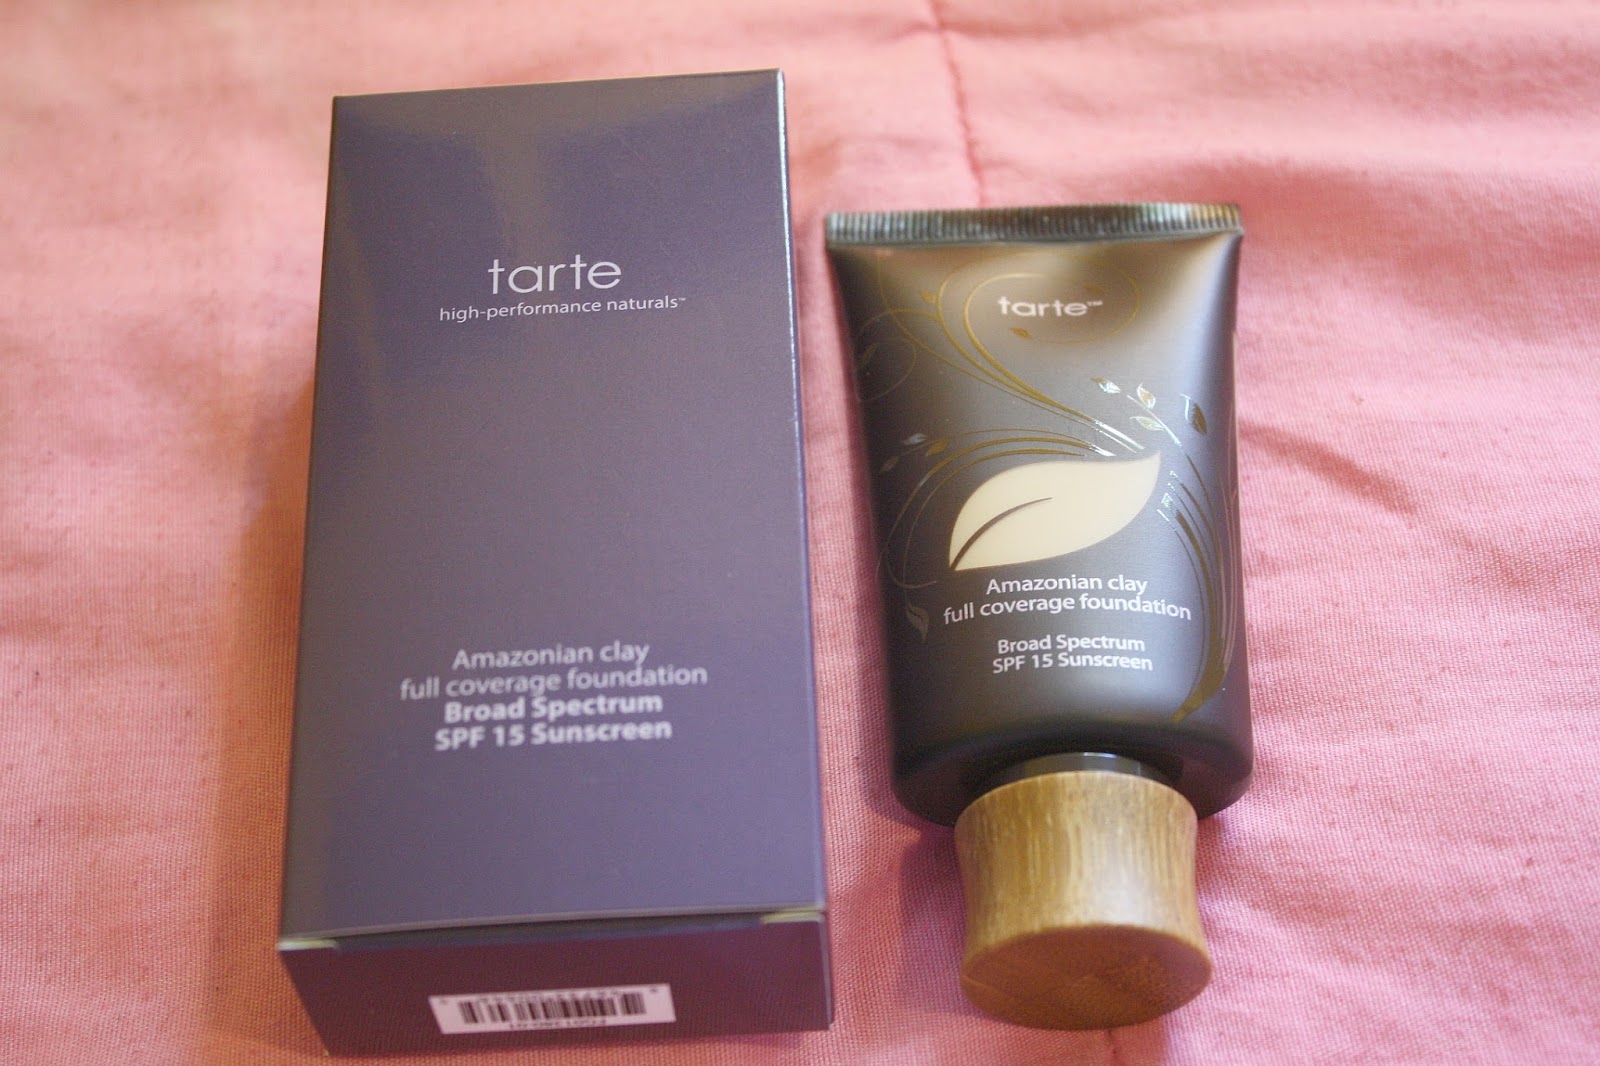 tarte
high-performance naturals™
Amazonian clay
full coverage foundation
Broad Spectrum
SPF 15 Sunscreen
tarte™
Amazonian clay
full coverage foundation
Broad Spectrum
SPF 15 Sunscreen